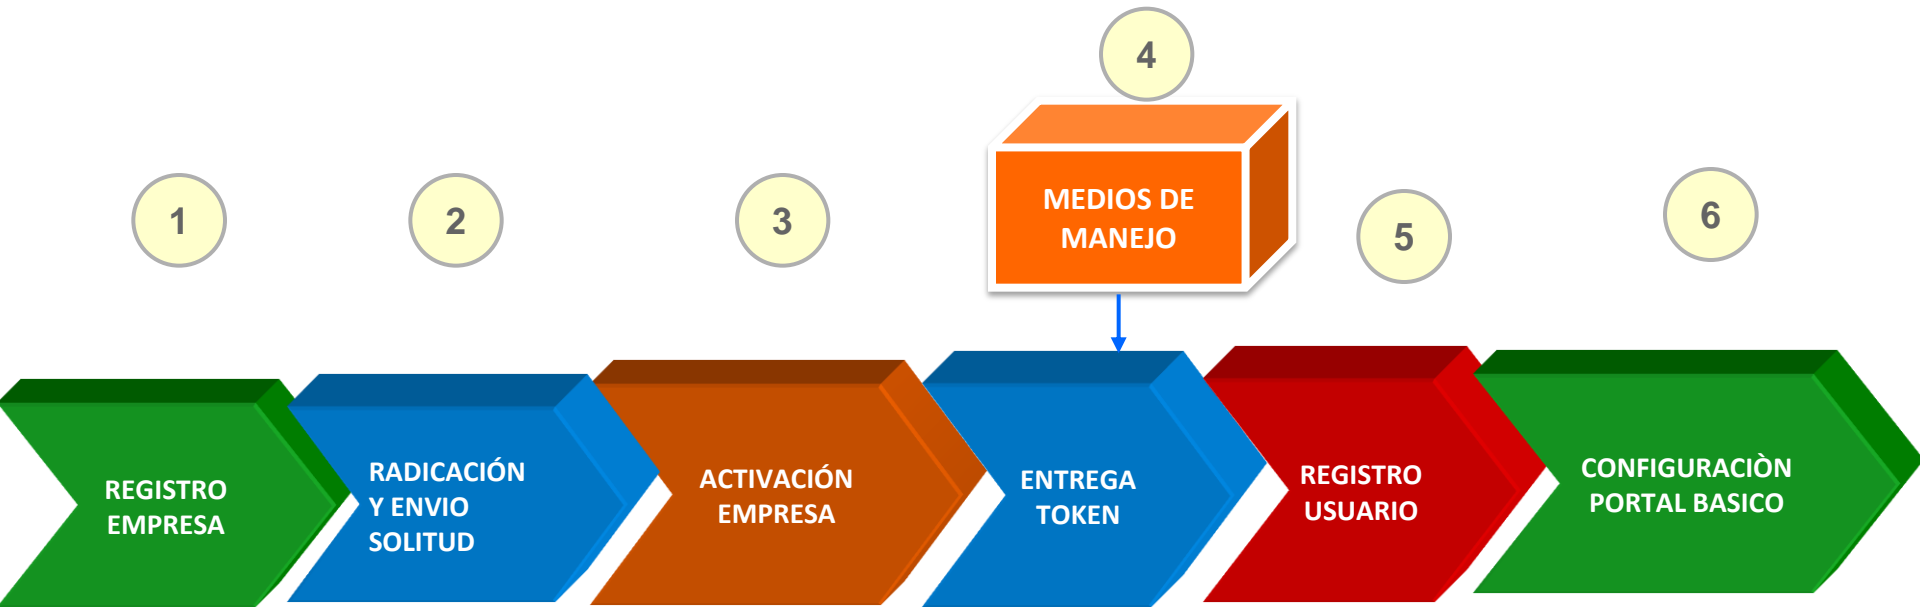 1
REGISTRO
EMPRESA
2
RADICACIÓN
Y ENVIO
SOLITUD
3
ACTIVACIÓN
EMPRESA
4
MEDIOS DE
MANEJO
ENTREGA
TOKEN
5
REGISTRO
USUARIO
6
CONFIGURACIÒN
PORTAL BASICO